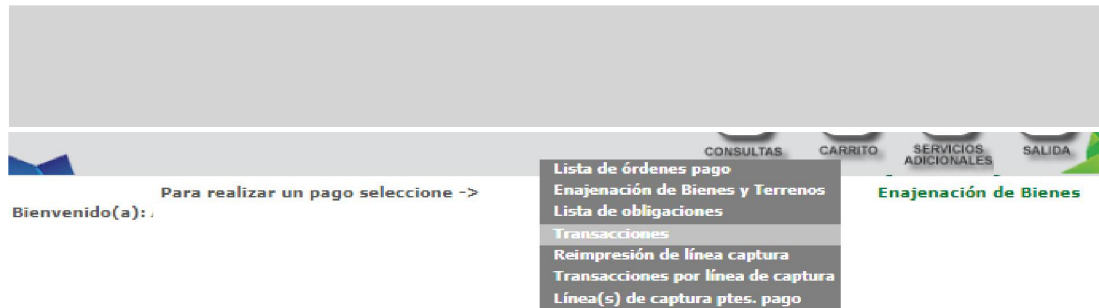 CONSULTAS
CARRITO
SERVICIOS
ADICIONALES
SALIDA
Para realizar un pago seleccione ->
Bienvenido(a):
Lista de órdenes pago
Enajenación de Bienes y Terrenos
Lista de obligaciones
Transacciones
Reimpresión de línea captura
Transacciones por línea de captura
Línea(s) de captura ptes. pago
Enajenación de Bienes